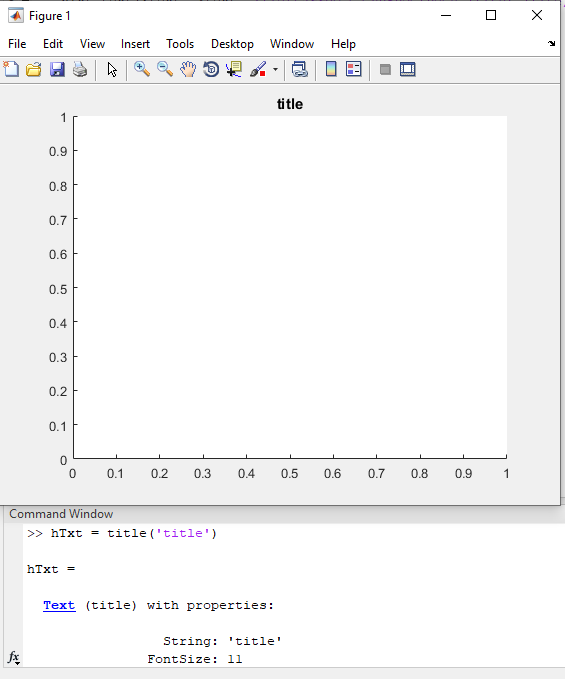 Figure 1
File Edit View Insert Tools Desktop Window Help
title
1
0.9
0.8
0.7
0.6
0.5
0.4
0.3
0.2
0.1
0
0 0.1 0.2 0.3 0.4 0.5 0.6 0.7 0.8 0.9 1
Command Window
>> hTxt = title('title')
hTxt =
Text (title) with properties:
String: 'title'
fx FontSize: 11